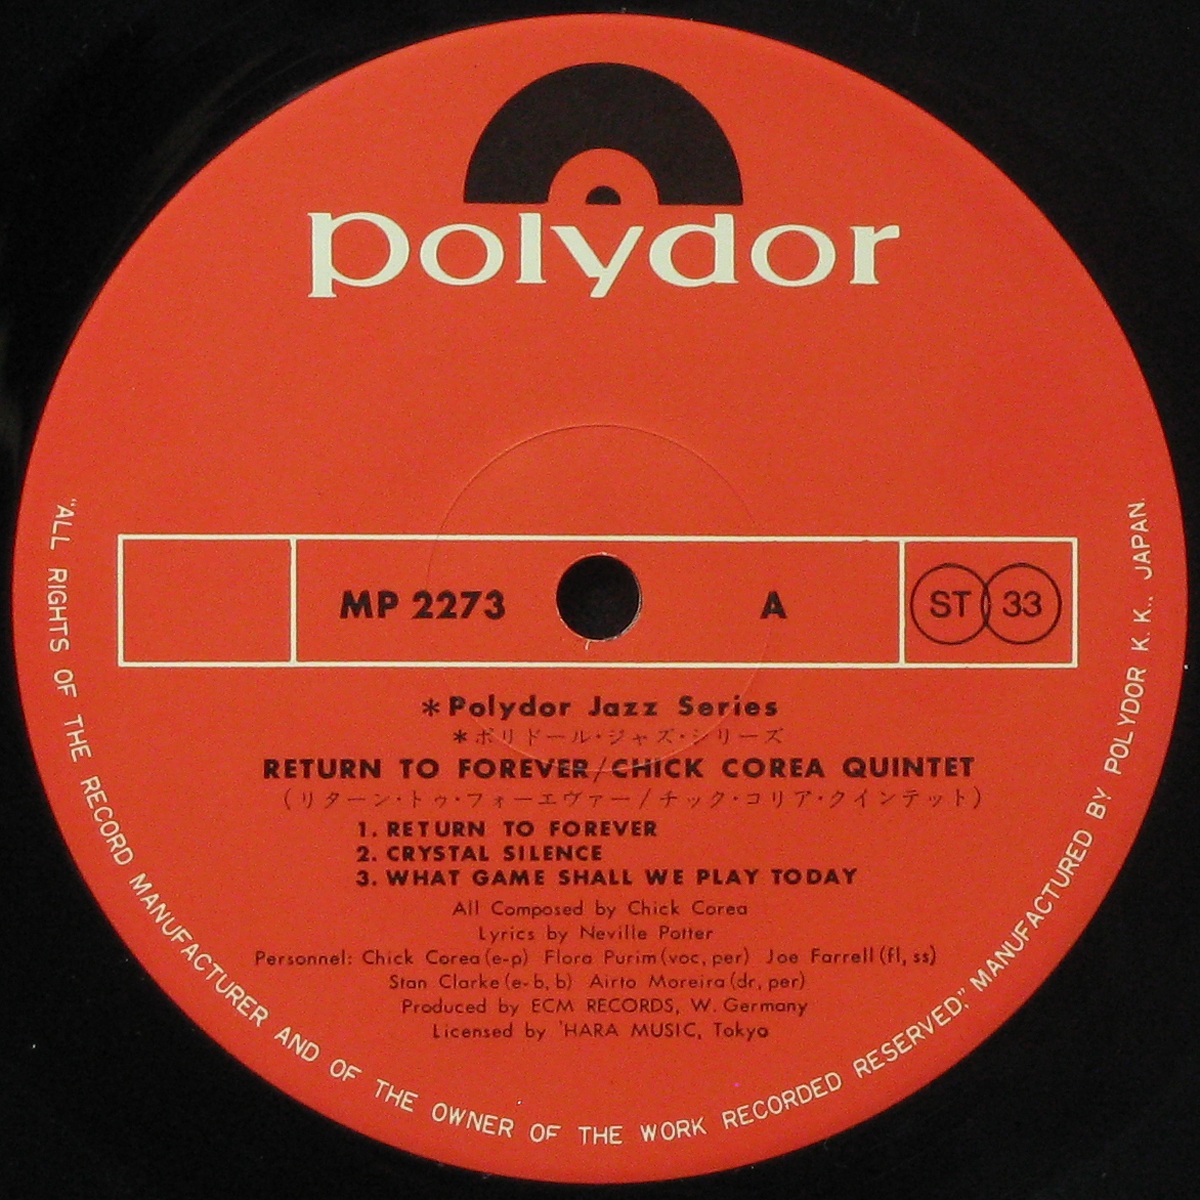 polydor
MP 2273
A
ST 33
*Polydor Jazz Series
*ポリドール・ジャズ・シリーズ
RETURN TO FOREVER/CHICK COREA QUINTET
(リターン・トゥ・フォーエヴァー/チック・コリア・クインテット)
1. RETURN TO FOREVER
2. CRYSTAL SILENCE
3. WHAT GAME SHALL WE PLAY TODAY
All Composed by Chick Corea
Lyrics by Neville Potter
Personnel: Chick Corea(e-p) Flora Purim(voc, per) Joe Farrell(fl, ss)
Stan Clarke(e-b, b) Airto Moreira(dr, per)
Produced by ECM RECORDS, W. Germany
Licensed by 'HARA MUSIC, Tokyo
"ALL RIGHTS OF THE RECORD MANUFACTURER AND OF THE OWNER OF THE WORK RECORDED RESERVED," MANUFACTURED BY POLYDOR K. K., JAPAN.